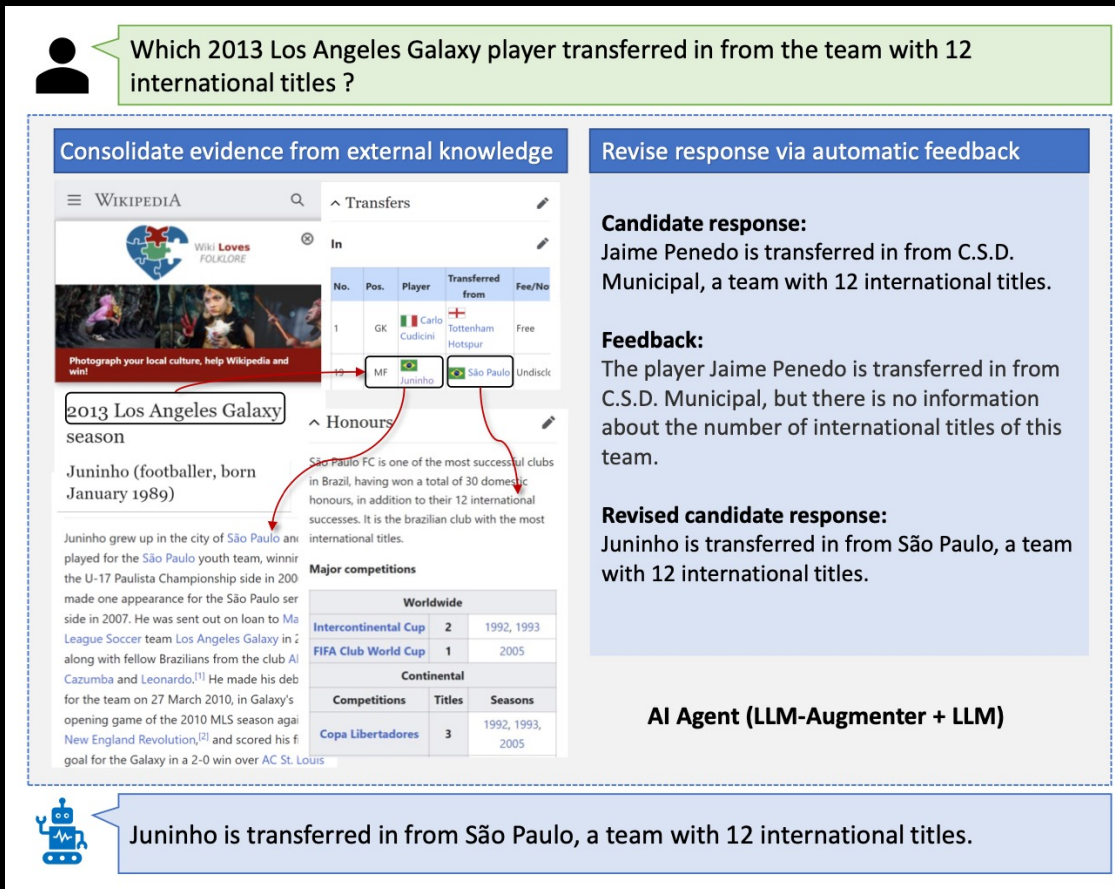 Which 2013 Los Angeles Galaxy player transferred in from the team with 12
international titles ?
Consolidate evidence from external knowledge
WIKIPEDIA
Wiki Loves
FOLKLORE
Photograph your local culture, help Wikipedia and
win!
2013 Los Angeles Galaxy
season
Juninho (footballer, born
January 1989)
Juninho grew up in the city of São Paulo and
played for the São Paulo youth team, winnin
the U-17 Paulista Championship side in 200
made one appearance for the São Paulo ser
side in 2007. He was sent out on loan to Ma
League Soccer team Los Angeles Galaxy in 2
along with fellow Brazilians from the club Al
Cazumba and Leonardo.[1] He made his deb
for the team on 27 March 2010, in Galaxy's
opening game of the 2010 MLS season agai
New England Revolution,[2] and scored his fi
goal for the Galaxy in a 2-0 win over AC St. Louis
Transfers
In
No. Pos. Player Transferred from Fee/No
1 GK Carlo Cudicini Tottenham Hotspur Free
19 MF Juninho São Paulo Undisclo
Honours
São Paulo FC is one of the most successful clubs
in Brazil, having won a total of 30 domestic
honours, in addition to their 12 international
successes. It is the brazilian club with the most
international titles.
Major competitions
Worldwide
Intercontinental Cup 2 1992, 1993
FIFA Club World Cup 1 2005
Continental
Competitions Titles Seasons
Copa Libertadores 3 1992, 1993, 2005
Revise response via automatic feedback
Candidate response:
Jaime Penedo is transferred in from C.S.D.
Municipal, a team with 12 international titles.
Feedback:
The player Jaime Penedo is transferred in from
C.S.D. Municipal, but there is no information
about the number of international titles of this
team.
Revised candidate response:
Juninho is transferred in from São Paulo, a team
with 12 international titles.
AI Agent (LLM-Augmenter + LLM)
Juninho is transferred in from São Paulo, a team with 12 international titles.